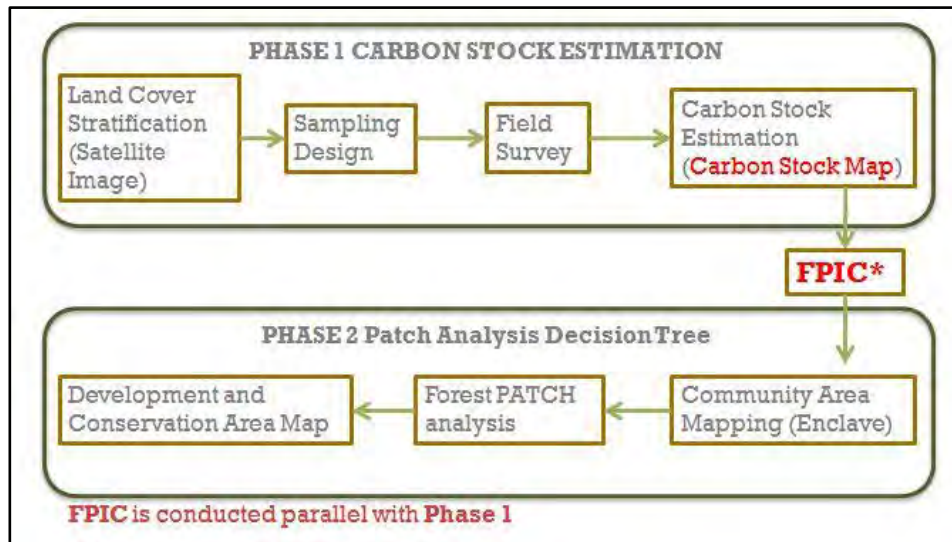 PHASE 1 CARBON STOCK ESTIMATION
Land Cover
Stratification
(Satellite
Image)
Sampling
Design
Field
Survey
Carbon Stock
Estimation
(Carbon Stock Map)
FPIC*
PHASE 2 Patch Analysis Decision Tree
Community Area
Mapping (Enclave)
Forest PATCH
analysis
Development and
Conservation Area Map
FPIC is conducted parallel with Phase 1